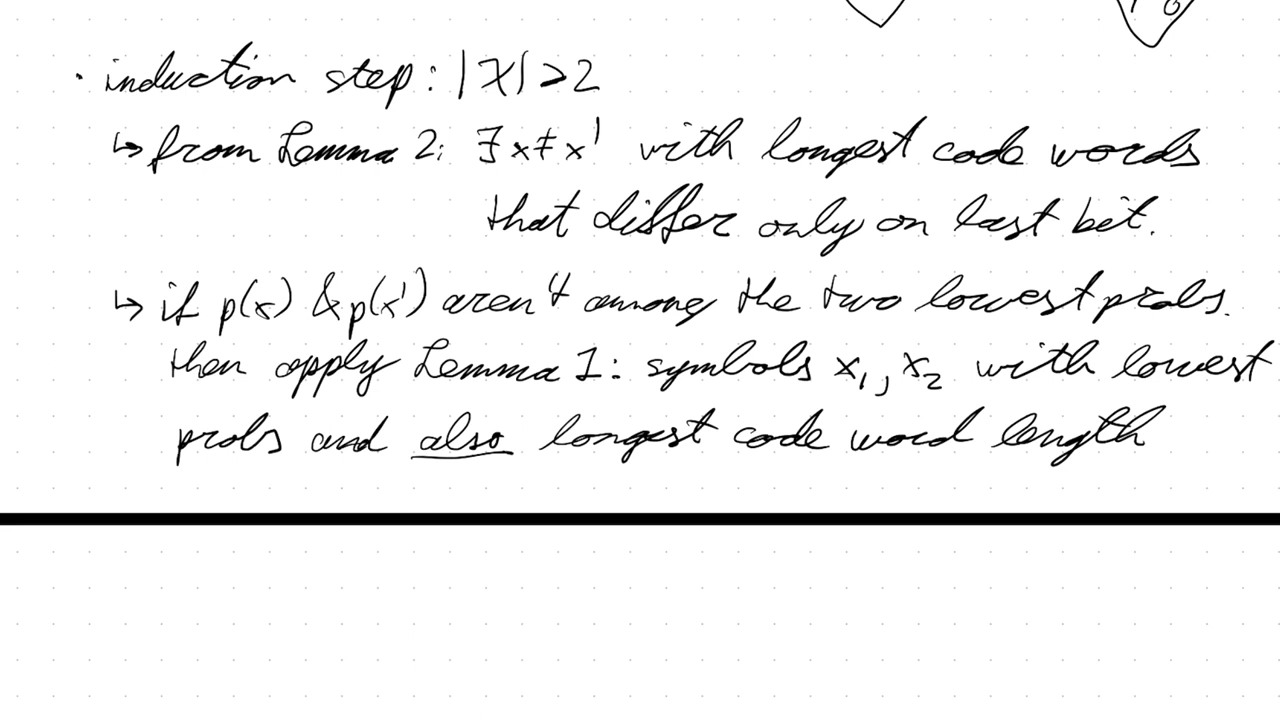 · induction step: |X| > 2
↳ from Lemma 2: ∃ x ≠ x' with longest code words
that differ only on last bit.
↳ if p(x) & p(x') aren't among the two lowest probs.
then apply Lemma 1: symbols x₁, x₂ with lowest
probs and also longest code word length